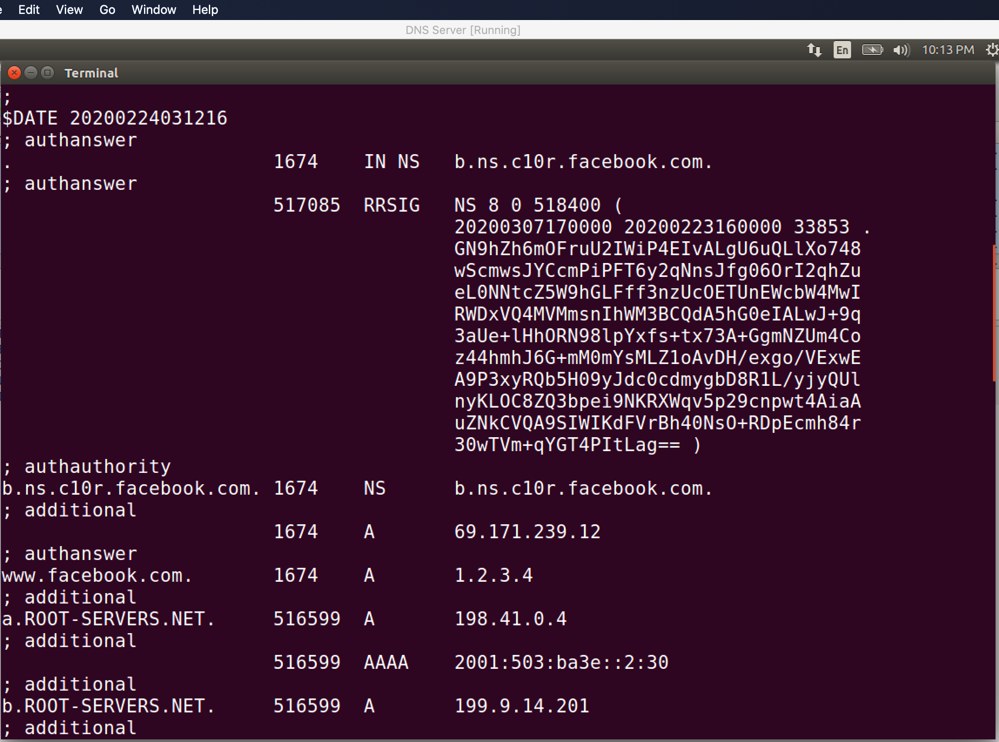 Edit View Go Window Help
DNS Server [Running]
En 10:13 PM
Terminal
;
$DATE 20200224031216
; authanswer
. 1674 IN NS b.ns.c10r.facebook.com.
; authanswer
517085 RRSIG NS 8 0 518400 (
20200307170000 20200223160000 33853 .
GN9hZh6mOFruU2IWiP4EIvALgU6uQLlXo748
wScmwsJYCcmPiPFT6y2qNnsJfg06OrI2qhZu
eL0NNtcZ5W9hGLFff3nzUcOETUnEWcbW4MwI
RWDxVQ4MVMmsnIhWM3BCQdA5hG0eIALwJ+9q
3aUe+lHhORN98lpYxfs+tx73A+GgmNZUm4Co
z44hmhJ6G+mM0mYsMLZ1oAvDH/exgo/VExwE
A9P3xyRQb5H09yJdc0cdmygbD8R1L/yjyQUl
nyKLOC8ZQ3bpei9NKRXWqv5p29cnpwt4AiaA
uZNkCVQA9SIWIKdFVrBh40NsO+RDpEcmh84r
30wTVm+qYGT4PItLag== )
; authauthority
b.ns.c10r.facebook.com. 1674 NS b.ns.c10r.facebook.com.
; additional
1674 A 69.171.239.12
; authanswer
www.facebook.com. 1674 A 1.2.3.4
; additional
a.ROOT-SERVERS.NET. 516599 A 198.41.0.4
; additional
516599 AAAA 2001:503:ba3e::2:30
; additional
b.ROOT-SERVERS.NET. 516599 A 199.9.14.201
; additional